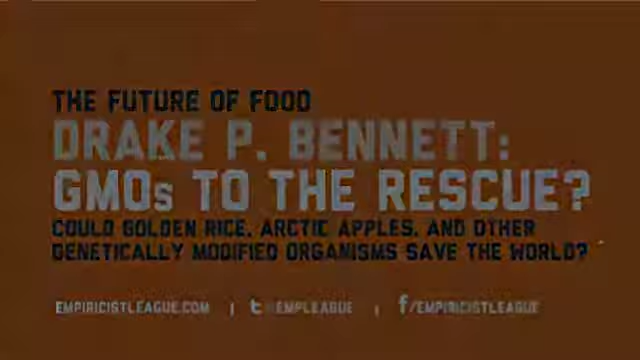 THE FUTURE OF FOOD
DRAKE P. BENNETT:
GMOs TO THE RESCUE?
COULD GOLDEN RICE, ARCTIC APPLES, AND OTHER
GENETICALLY MODIFIED ORGANISMS SAVE THE WORLD?
EMPIRICISTLEAGUE.COM | t @EMPLEAGUE | f/EMPIRICISTLEAGUE